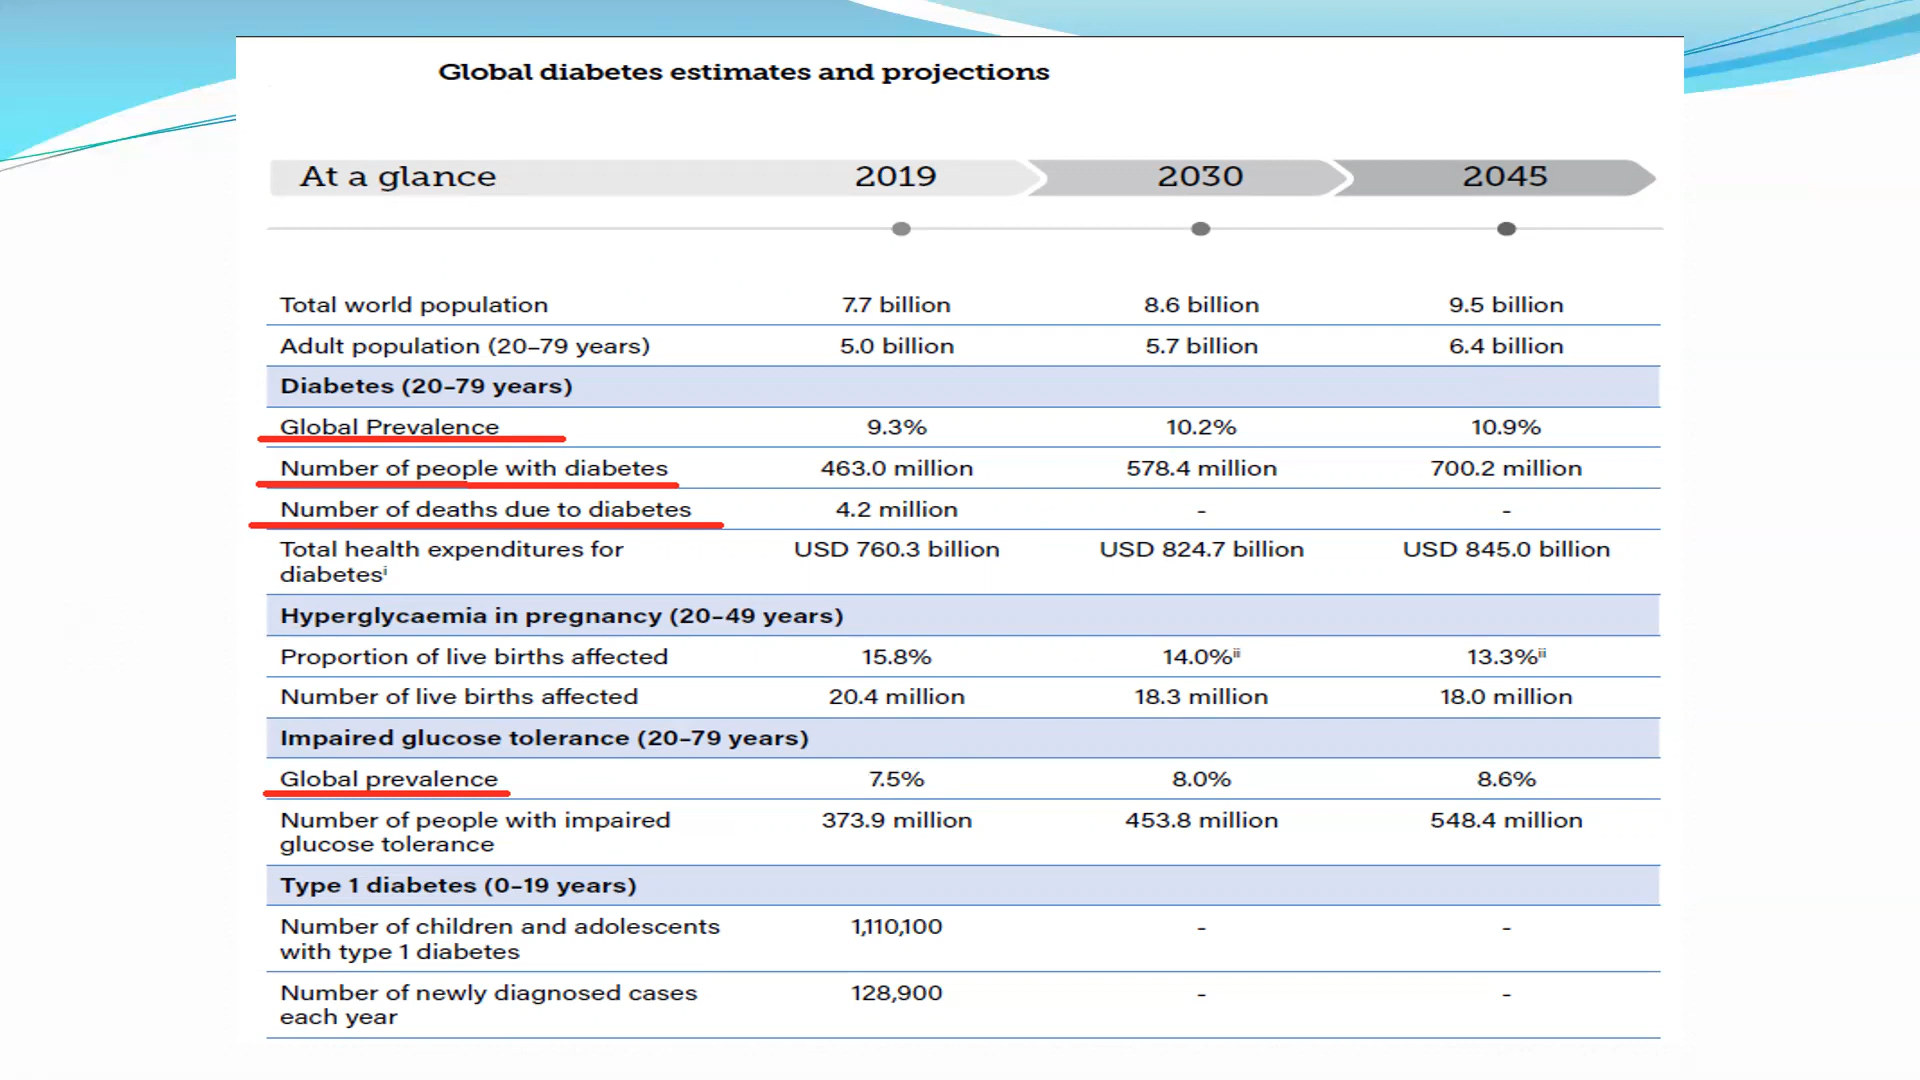 Global diabetes estimates and projections
At a glance 2019 2030 2045
Total world population 7.7 billion 8.6 billion 9.5 billion
Adult population (20–79 years) 5.0 billion 5.7 billion 6.4 billion
Diabetes (20–79 years)
Global Prevalence 9.3% 10.2% 10.9%
Number of people with diabetes 463.0 million 578.4 million 700.2 million
Number of deaths due to diabetes 4.2 million - -
Total health expenditures for USD 760.3 billion USD 824.7 billion USD 845.0 billion
diabetesⁱ
Hyperglycaemia in pregnancy (20–49 years)
Proportion of live births affected 15.8% 14.0%ⁱⁱ 13.3%ⁱⁱ
Number of live births affected 20.4 million 18.3 million 18.0 million
Impaired glucose tolerance (20–79 years)
Global prevalence 7.5% 8.0% 8.6%
Number of people with impaired 373.9 million 453.8 million 548.4 million
glucose tolerance
Type 1 diabetes (0–19 years)
Number of children and adolescents 1,110,100 - -
with type 1 diabetes
Number of newly diagnosed cases 128,900 - -
each year